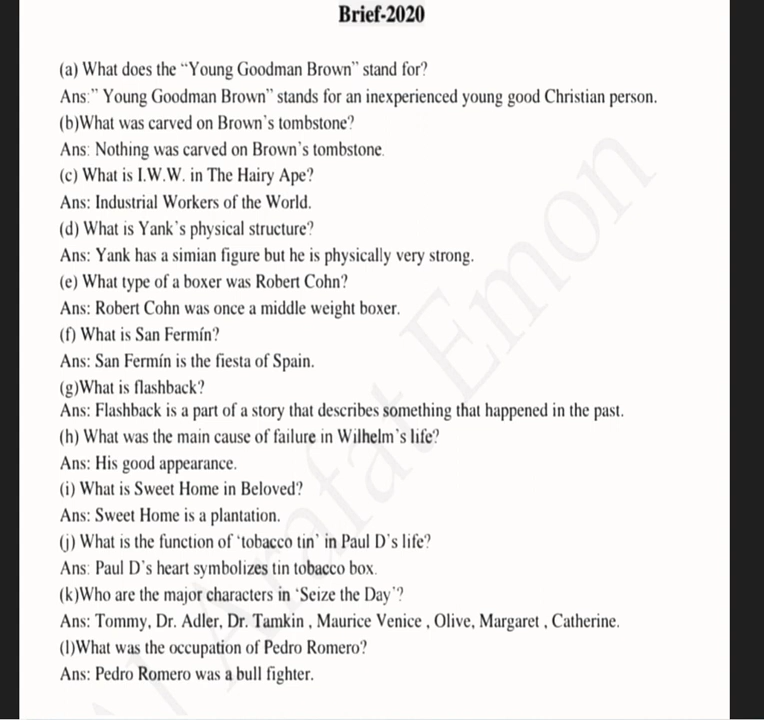 Brief-2020
(a) What does the “Young Goodman Brown” stand for?
Ans:” Young Goodman Brown” stands for an inexperienced young good Christian person.
(b)What was carved on Brown’s tombstone?
Ans: Nothing was carved on Brown’s tombstone.
(c) What is I.W.W. in The Hairy Ape?
Ans: Industrial Workers of the World.
(d) What is Yank’s physical structure?
Ans: Yank has a simian figure but he is physically very strong.
(e) What type of a boxer was Robert Cohn?
Ans: Robert Cohn was once a middle weight boxer.
(f) What is San Fermín?
Ans: San Fermín is the fiesta of Spain.
(g)What is flashback?
Ans: Flashback is a part of a story that describes something that happened in the past.
(h) What was the main cause of failure in Wilhelm’s life?
Ans: His good appearance.
(i) What is Sweet Home in Beloved?
Ans: Sweet Home is a plantation.
(j) What is the function of ‘tobacco tin’ in Paul D’s life?
Ans: Paul D’s heart symbolizes tin tobacco box.
(k)Who are the major characters in ‘Seize the Day’?
Ans: Tommy, Dr. Adler, Dr. Tamkin , Maurice Venice , Olive, Margaret , Catherine.
(l)What was the occupation of Pedro Romero?
Ans: Pedro Romero was a bull fighter.
Al Arafat Emon